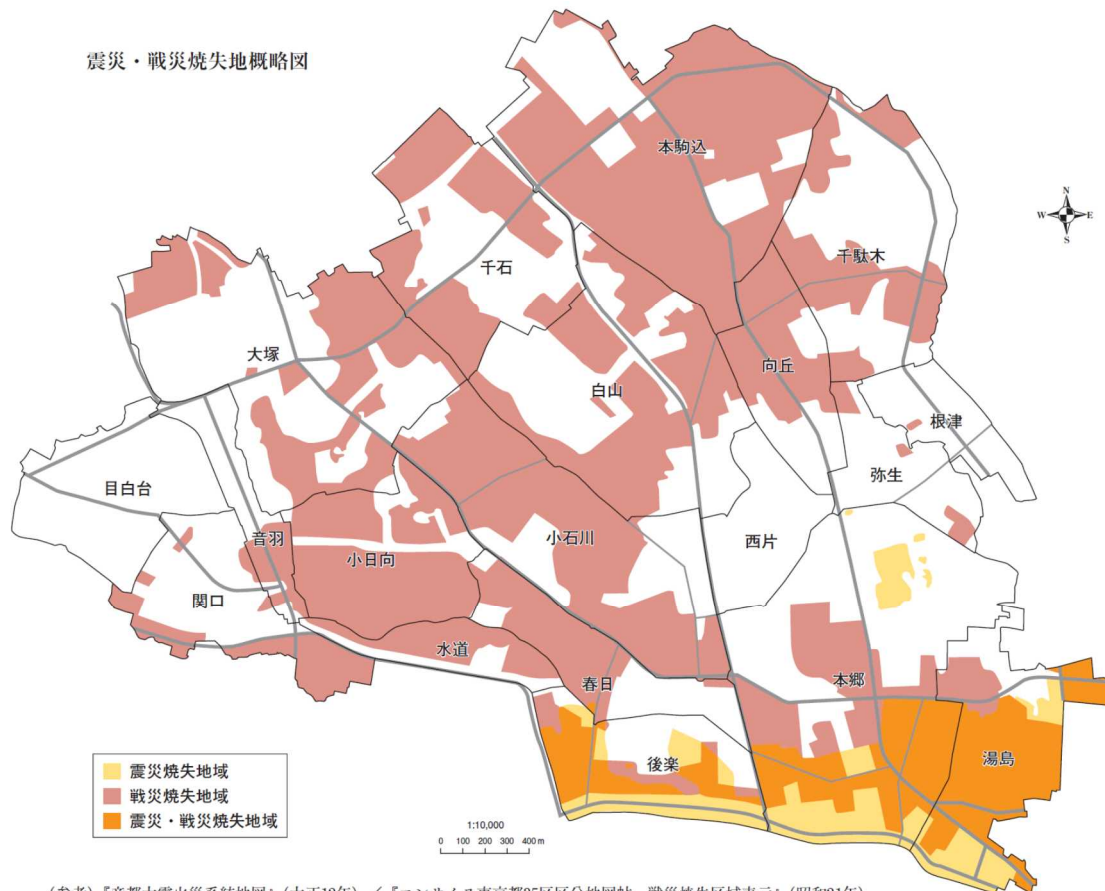 震災・戦災焼失地概略図
本駒込
N
W E
S
千駄木
千石
大塚
向丘
白山
根津
弥生
目白台
音羽
小石川
西片
小日向
関口
水道
春日
本郷
後楽
湯島
震災焼失地域
戦災焼失地域
震災・戦災焼失地域
1:10,000
0 100 200 300 400 m